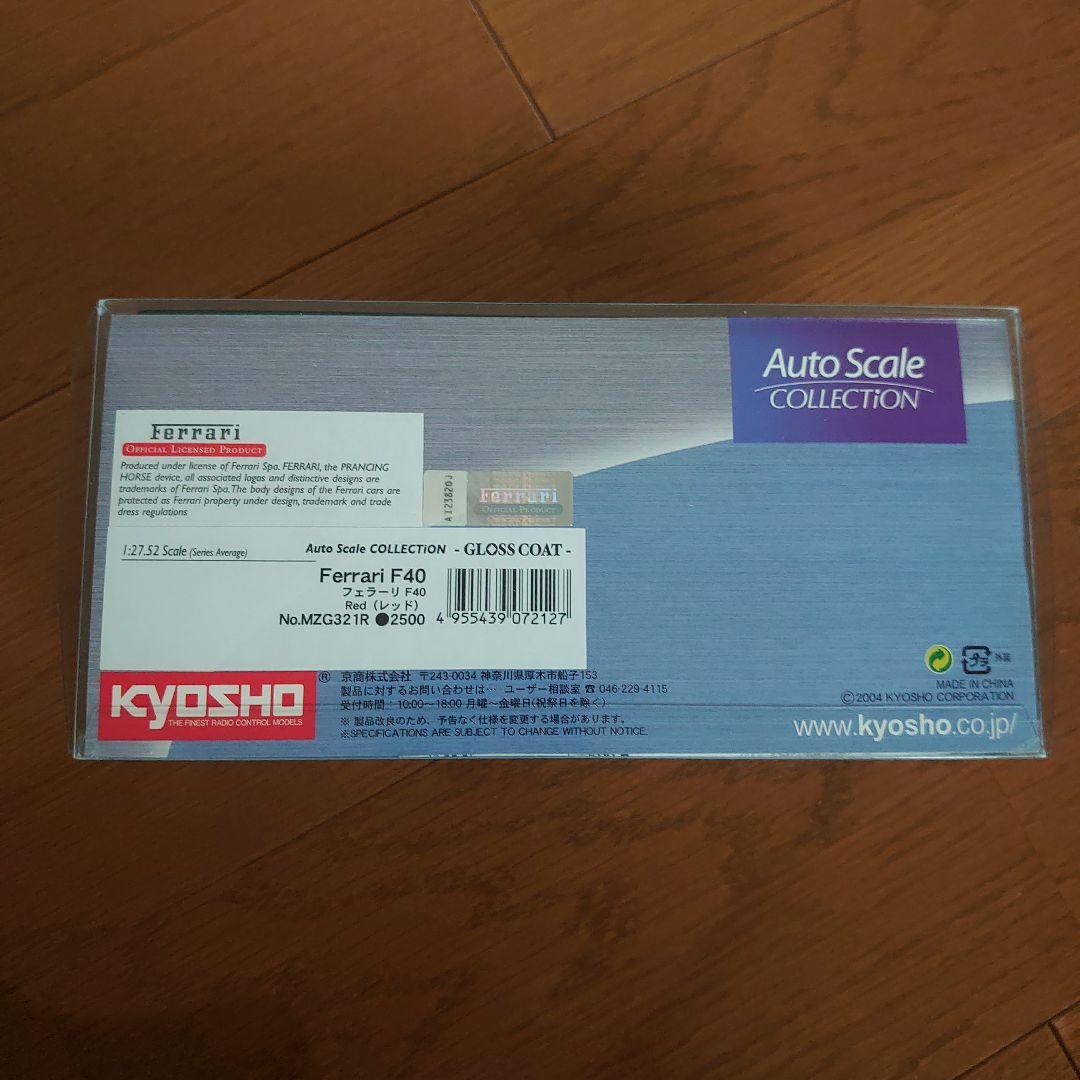 Auto Scale
COLLECTiON
Ferrari
OFFICIAL LICENSED PRODUCT
Produced under license of Ferrari Spa. FERRARI, the PRANCING
HORSE device, all associated logos and distinctive designs are
trademarks of Ferrari Spa. The body designs of the Ferrari cars are
protected as Ferrari property under design, trademark and trade
dress regulations
AI23820J
Ferrari
OFFICIAL PRODUCT
1:27.52 Scale (Series Average)
Auto Scale COLLECTiON - GLOSS COAT -
Ferrari F40
フェラーリ F40
Red（レッド）
No.MZG321R ●2500
4 955439 072127
KYOSHO ®
THE FINEST RADIO CONTROL MODELS
京商株式会社 〒243-0034 神奈川県厚木市船子153
製品に対するお問い合わせは… ユーザー相談室 ☎ 046-229-4115
受付時間：10:00〜18:00 月曜〜金曜日(祝祭日を除く)
※ 製品改良のため、予告なく仕様を変更する場合があります。
※SPECIFICATIONS ARE SUBJECT TO CHANGE WITHOUT NOTICE.
プラ 外装
MADE IN CHINA
©2004 KYOSHO CORPORATION
www.kyosho.co.jp/